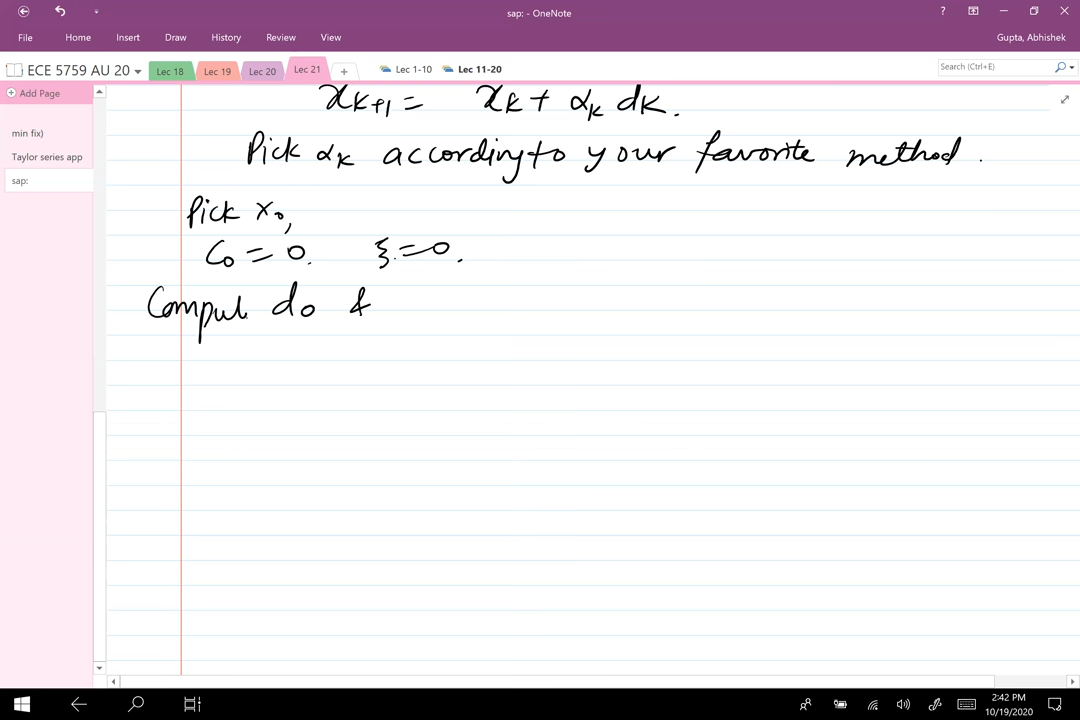 sap: - OneNote
File Home Insert Draw History Review View
Gupta, Abhishek
ECE 5759 AU 20
Lec 18 Lec 19 Lec 20 Lec 21
Lec 1-10 Lec 11-20
Search (Ctrl+E)
Add Page
min fix)
Taylor series app
sap:
x_{k+1} = x_k + α_k d_k.
Pick α_k according to your favorite method.
Pick x_0,
C_0 = 0. ξ = 0.
d_0 &
2:42 PM
10/19/2020